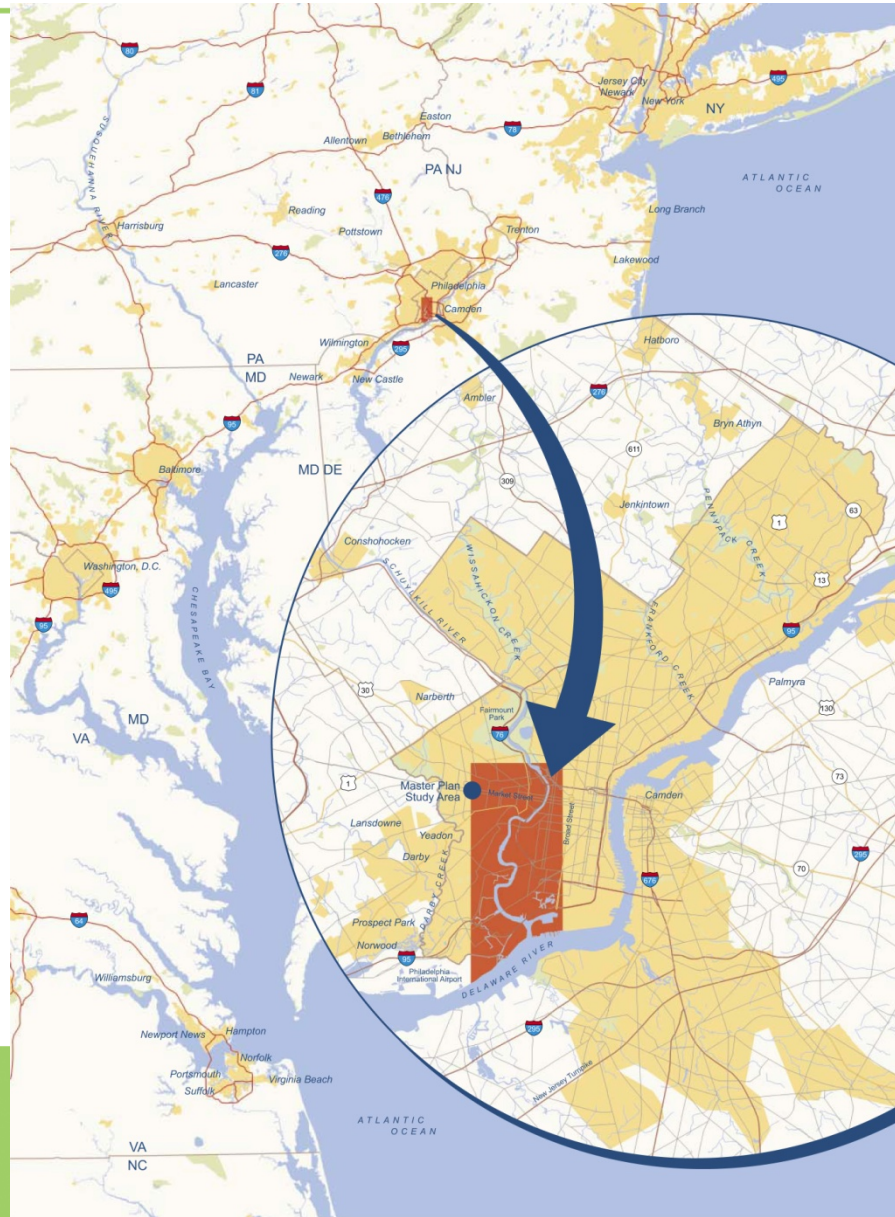 80
81
495
Jersey City
Newark
New York
NY
Easton
Allentown
Bethlehem
78
SUSQUEHANNA RIVER
PA NJ
ATLANTIC
OCEAN
476
Reading
Long Branch
Harrisburg
Pottstown
Trenton
276
Lakewood
Lancaster
Philadelphia
Camden
Wilmington
295
PA
MD
Newark
New Castle
Hatboro
276
Ambler
95
Bryn Athyn
611
Baltimore
MD DE
309
Jenkintown
PENNYPACK CREEK
1
63
Conshohocken
WISSAHICKON CREEK
Washington, D.C.
SCHUYLKILL RIVER
13
495
CHESAPEAKE BAY
FRANKFORD CREEK
95
95
Palmyra
30
Narberth
130
MD
VA
Fairmount
Park
76
73
1
Master Plan
Study Area
Market Street
Camden
Broad Street
Lansdowne
Yeadon
Darby
295
70
676
DARBY CREEK
64
Prospect Park
Norwood
95
Philadelphia
International Airport
DELAWARE RIVER
Williamsburg
295
Newport News
Hampton
Norfolk
New Jersey Turnpike
Portsmouth
Virginia Beach
Suffolk
ATLANTIC
OCEAN
VA
NC